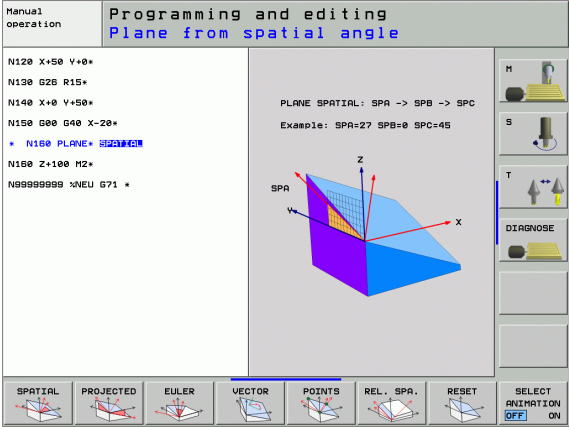 Manual
operation
Programming and editing
Plane from spatial angle
N120 X+50 Y+0*
N130 G26 R15*
N140 X+0 Y+50*
N150 G00 G40 X-20*
* N160 PLANE* SPATIAL
N160 Z+100 M2*
N99999999 %NEU G71 *
PLANE SPATIAL: SPA -> SPB -> SPC
Example: SPA=27 SPB=0 SPC=45
Z
SPA
Y
X
M
S
T
DIAGNOSE
SPATIAL
PROJECTED
EULER
VECTOR
POINTS
REL. SPA.
RESET
SELECT
ANIMATION
OFF ON